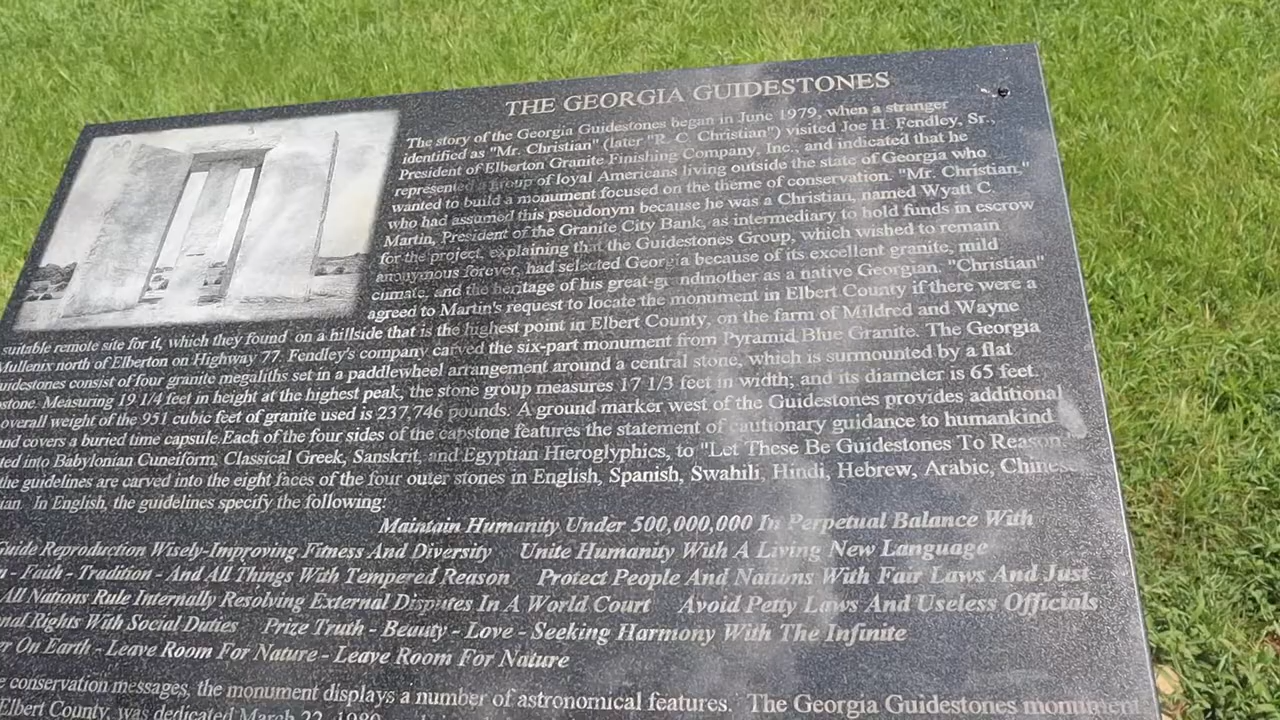 THE GEORGIA GUIDESTONES
The story of the Georgia Guidestones began in June 1979, when a stranger
identified as "Mr. Christian" (later "R. C. Christian") visited Joe H. Fendley, Sr.,
President of Elberton Granite Finishing Company, Inc., and indicated that he
represented a group of loyal Americans living outside the state of Georgia who
wanted to build a monument focused on the theme of conservation. "Mr. Christian,"
who had assumed this pseudonym because he was a Christian, named Wyatt C.
Martin, President of the Granite City Bank, as intermediary to hold funds in escrow
for the project, explaining that the Guidestones Group, which wished to remain
anonymous forever, had selected Georgia because of its excellent granite, mild
climate, and the heritage of his great-grandmother as a native Georgian. "Christian"
agreed to Martin's request to locate the monument in Elbert County if there were a
suitable remote site for it, which they found on a hillside that is the highest point in Elbert County, on the farm of Mildred and Wayne
Mullenix north of Elberton on Highway 77. Fendley's company carved the six-part monument from Pyramid Blue Granite. The Georgia
uidestones consist of four granite megaliths set in a paddlewheel arrangement around a central stone, which is surmounted by a flat
stone. Measuring 19 1/4 feet in height at the highest peak, the stone group measures 17 1/3 feet in width; and its diameter is 65 feet.
overall weight of the 951 cubic feet of granite used is 237,746 pounds. A ground marker west of the Guidestones provides additional
nd covers a buried time capsule. Each of the four sides of the capstone features the statement of cautionary guidance to humankind
ted into Babylonian Cuneiform, Classical Greek, Sanskrit, and Egyptian Hieroglyphics, to "Let These Be Guidestones To Reason
the guidelines are carved into the eight faces of the four outer stones in English, Spanish, Swahili, Hindi, Hebrew, Arabic, Chines
ian. In English, the guidelines specify the following:
Maintain Humanity Under 500,000,000 In Perpetual Balance With
Guide Reproduction Wisely-Improving Fitness And Diversity Unite Humanity With A Living New Language
n - Faith - Tradition - And All Things With Tempered Reason Protect People And Nations With Fair Laws And Just
All Nations Rule Internally Resolving External Disputes In A World Court Avoid Petty Laws And Useless Officials
nal Rights With Social Duties Prize Truth - Beauty - Love - Seeking Harmony With The Infinite
er On Earth - Leave Room For Nature - Leave Room For Nature
e conservation messages, the monument displays a number of astronomical features. The Georgia Guidestones monument
Elbert County, was dedicated March 22, 1980